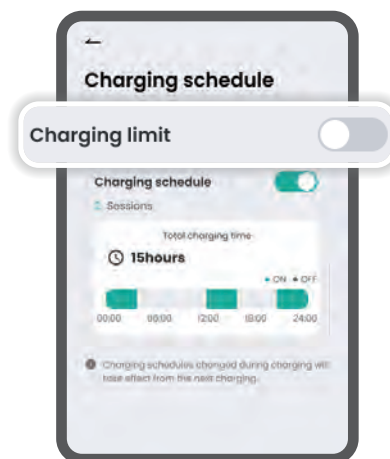 Charging schedule
Charging limit
Charging schedule
Sessions
Total charging time
15hours
ON OFF
00:00 06:00 12:00 18:00 24:00
Charging schedules changed during charging will
take effect from the next charging.